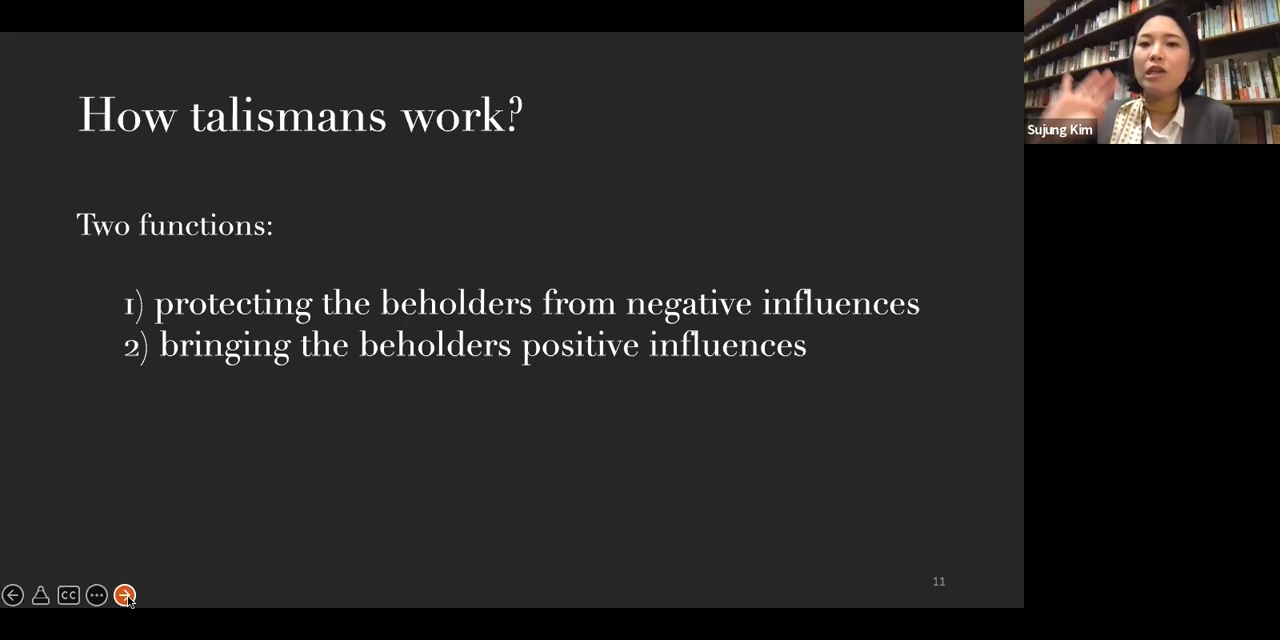 How talismans work?
Two functions:
1) protecting the beholders from negative influences
2) bringing the beholders positive influences
11
CC
Sujung Kim